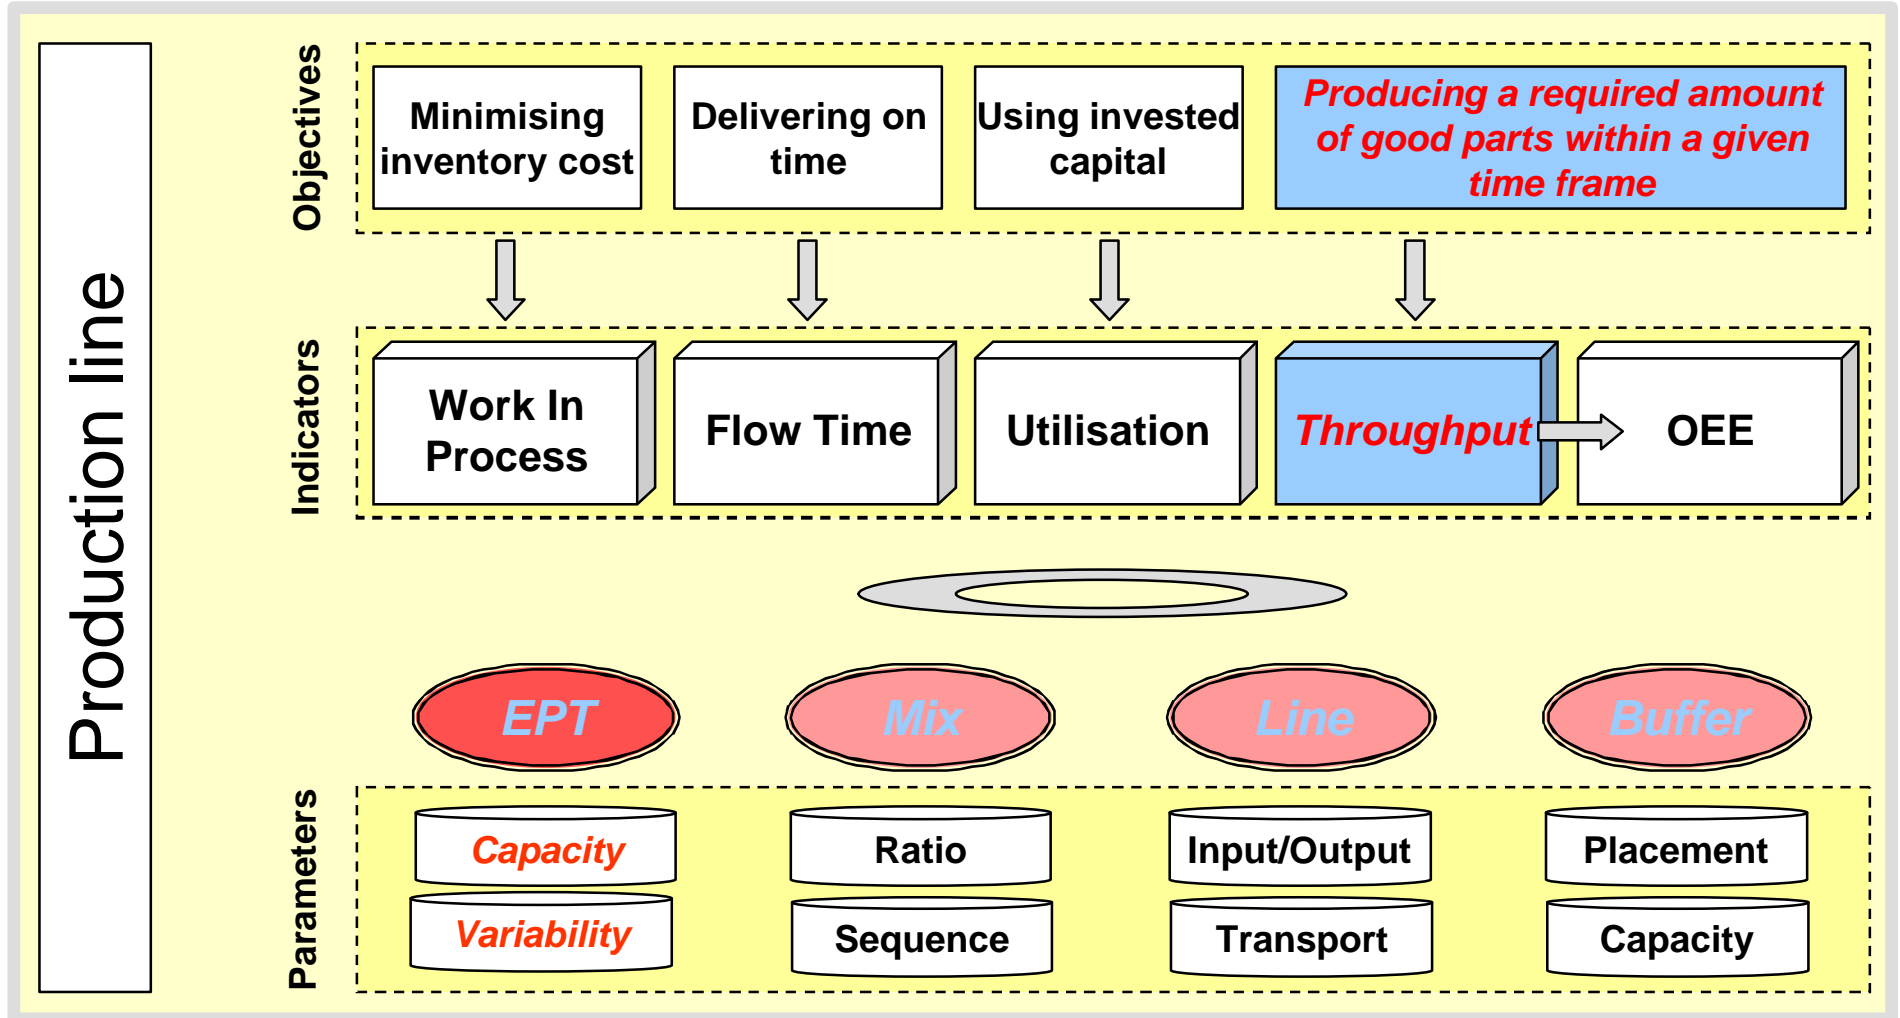 Production line
Objectives
Minimising
inventory cost
Delivering on
time
Using invested
capital
Producing a required amount
of good parts within a given
time frame
Indicators
Work In
Process
Flow Time
Utilisation
Throughput
OEE
EPT
Mix
Line
Buffer
Parameters
Capacity
Ratio
Input/Output
Placement
Variability
Sequence
Transport
Capacity